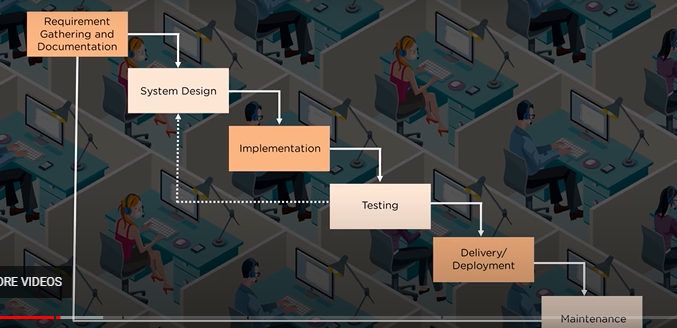 Requirement
Gathering and
Documentation
System Design
Implementation
Testing
Delivery/
Deployment
ORE VIDEOS
Maintenance